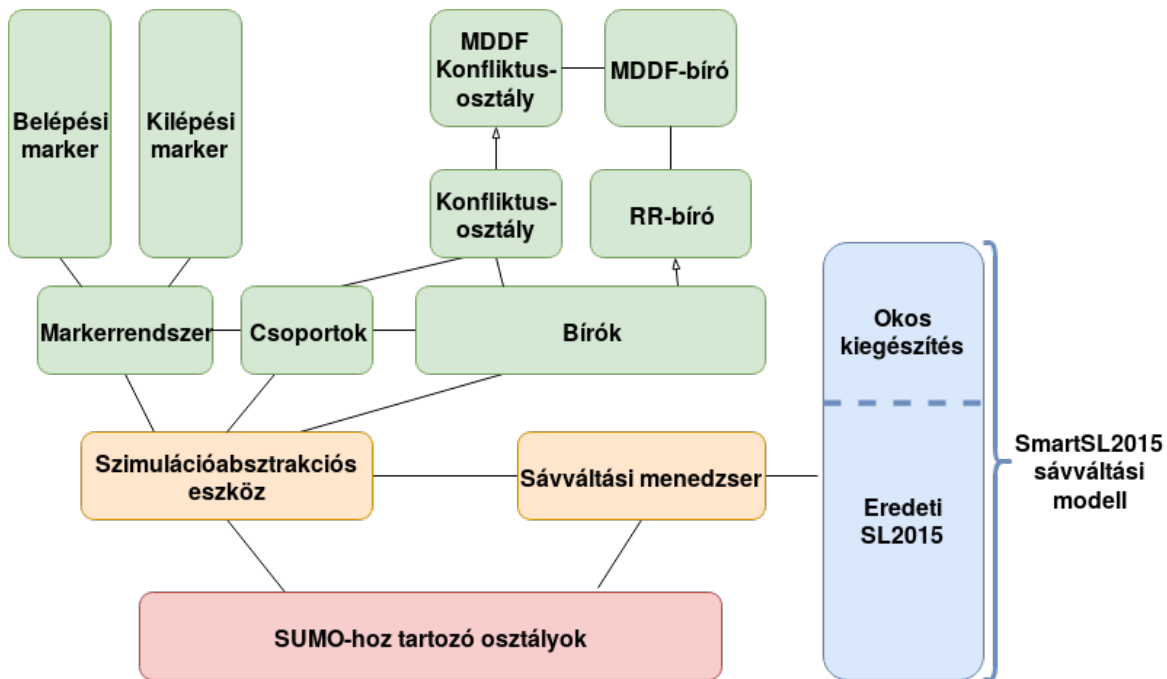 Belépési
marker
Kilépési
marker
MDDF
Konfliktus-
osztály
MDDF-bíró
Konfliktus-
osztály
RR-bíró
Markerrendszer
Csoportok
Bírók
Okos
kiegészítés
Szimulációabsztrakciós
eszköz
Sávváltási menedzser
Eredeti
SL2015
SmartSL2015
sávváltási
modell
SUMO-hoz tartozó osztályok